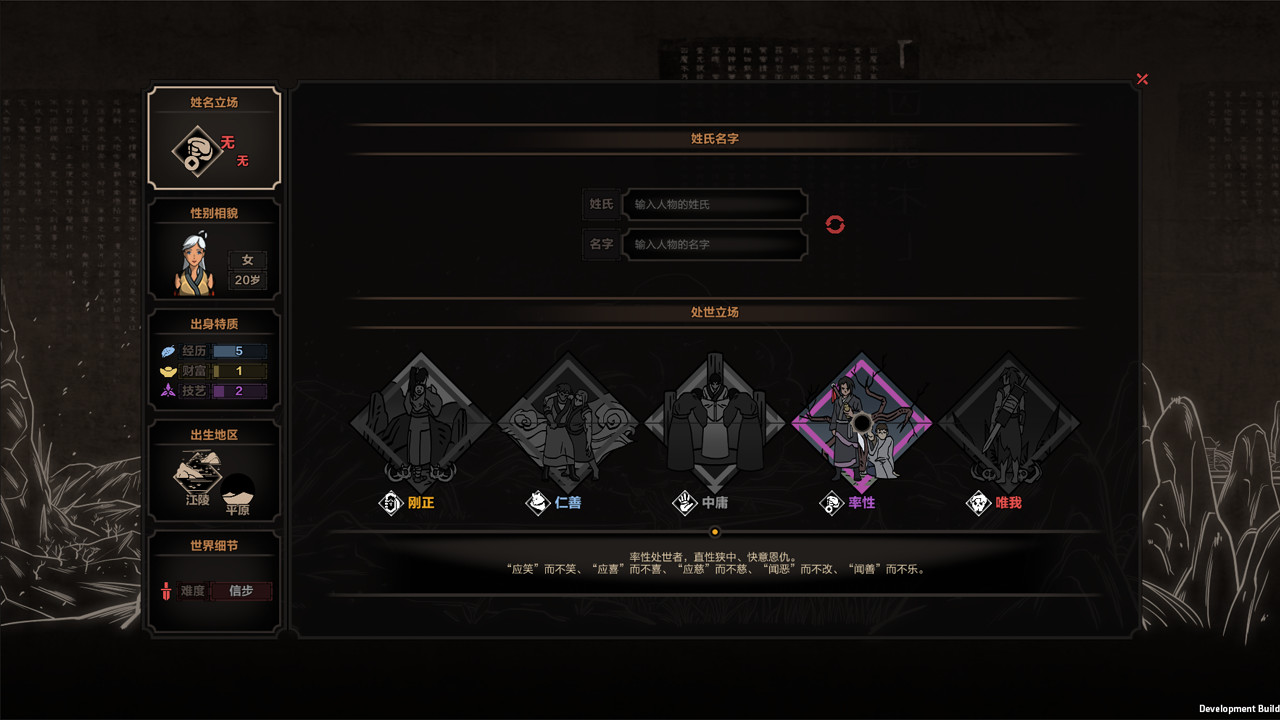 姓名立场
无
无
性别相貌
女
20岁
出身特质
经历 5
财富 1
技艺 2
出生地区
江陵
平原
世界细节
难度 信步
姓氏名字
姓氏 输入人物的姓氏
名字 输入人物的名字
处世立场
刚正 仁善 中庸 率性 唯我
率性处世者，直性狭中、快意恩仇。
“应笑”而不笑、“应喜”而不喜、“应慈”而不慈、“闻恶”而不改、“闻善”而不乐。
Development Build